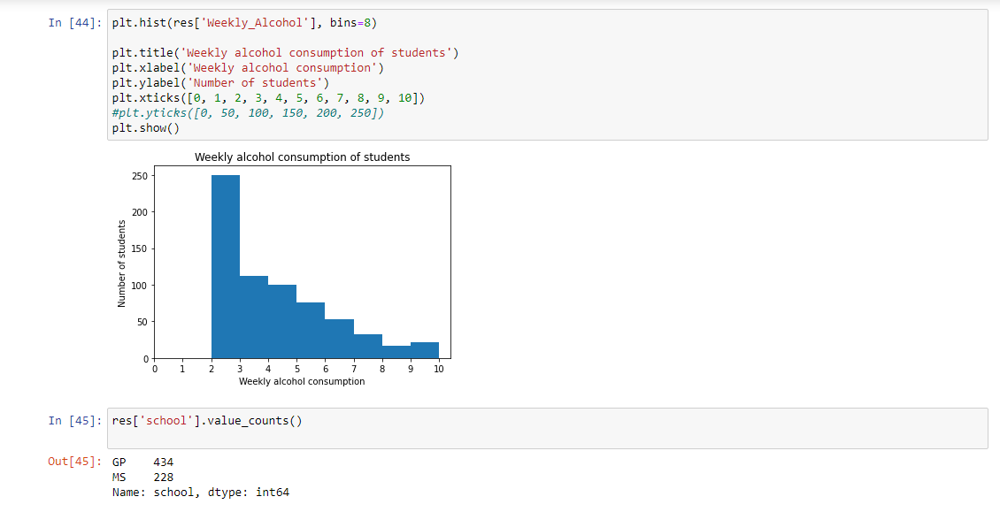 In [44]: plt.hist(res['Weekly_Alcohol'], bins=8)
plt.title('Weekly alcohol consumption of students')
plt.xlabel('Weekly alcohol consumption')
plt.ylabel('Number of students')
plt.xticks([0, 1, 2, 3, 4, 5, 6, 7, 8, 9, 10])
#plt.yticks([0, 50, 100, 150, 200, 250])
plt.show()
Weekly alcohol consumption of students
250
200
150
100
50
0
Number of students
0 1 2 3 4 5 6 7 8 9 10
Weekly alcohol consumption
In [45]: res['school'].value_counts()
Out[45]: GP 434
MS 228
Name: school, dtype: int64